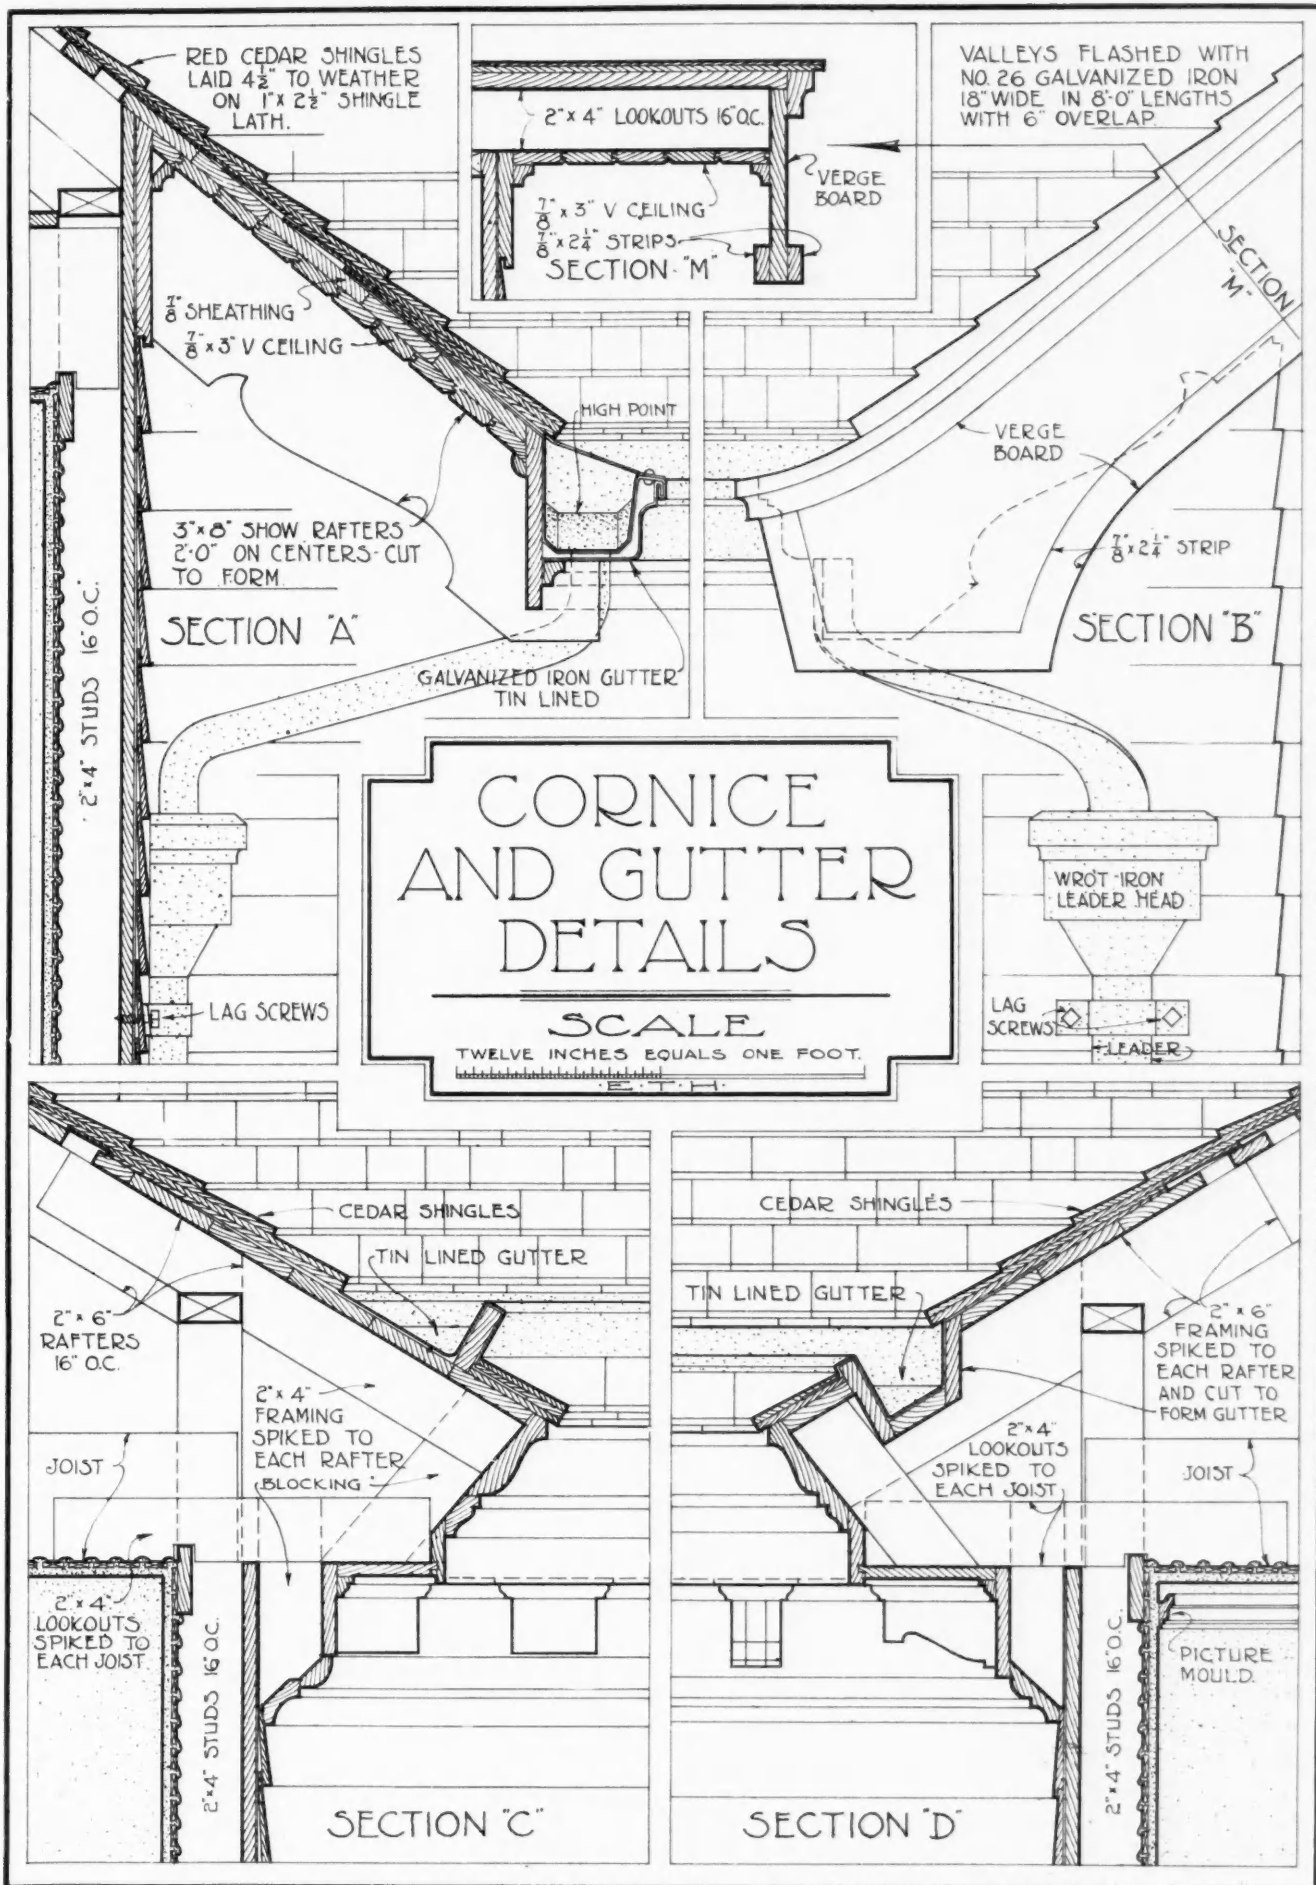 RED CEDAR SHINGLES
LAID 4½" TO WEATHER
ON 1" x 2½" SHINGLE
LATH.
2" x 4" LOOKOUTS 16" O.C.
VERGE
BOARD
⅞" x 3" V CEILING
⅞" x 2¼" STRIPS
SECTION "M"
VALLEYS FLASHED WITH
NO. 26 GALVANIZED IRON
18" WIDE IN 8'-0" LENGTHS
WITH 6" OVERLAP.
SECTION
"M"
⅞" SHEATHING
⅞" x 3" V CEILING
HIGH POINT
VERGE
BOARD
3" x 8" SHOW RAFTERS
2'-0" ON CENTERS-CUT
TO FORM.
⅞" x 2¼" STRIP
SECTION "A"
SECTION "B"
2" x 4" STUDS 16" O.C.
GALVANIZED IRON GUTTER
TIN LINED
CORNICE
AND GUTTER
DETAILS
SCALE
TWELVE INCHES EQUALS ONE FOOT.
·E·T·H·
WRO'T-IRON
LEADER HEAD
LAG SCREWS
LAG
SCREWS
LEADER
CEDAR SHINGLES
TIN LINED GUTTER
2" x 6"
RAFTERS
16" O.C.
2" x 4"
FRAMING
SPIKED TO
EACH RAFTER
BLOCKING
JOIST
2" x 4"
LOOKOUTS
SPIKED TO
EACH JOIST
2" x 4" STUDS 16" O.C.
SECTION "C"
CEDAR SHINGLES
TIN LINED GUTTER
2" x 6"
FRAMING
SPIKED TO
EACH RAFTER
AND CUT TO
FORM GUTTER
2" x 4"
LOOKOUTS
SPIKED TO
EACH JOIST
JOIST
PICTURE
MOULD.
2" x 4" STUDS 16" O.C.
SECTION "D"